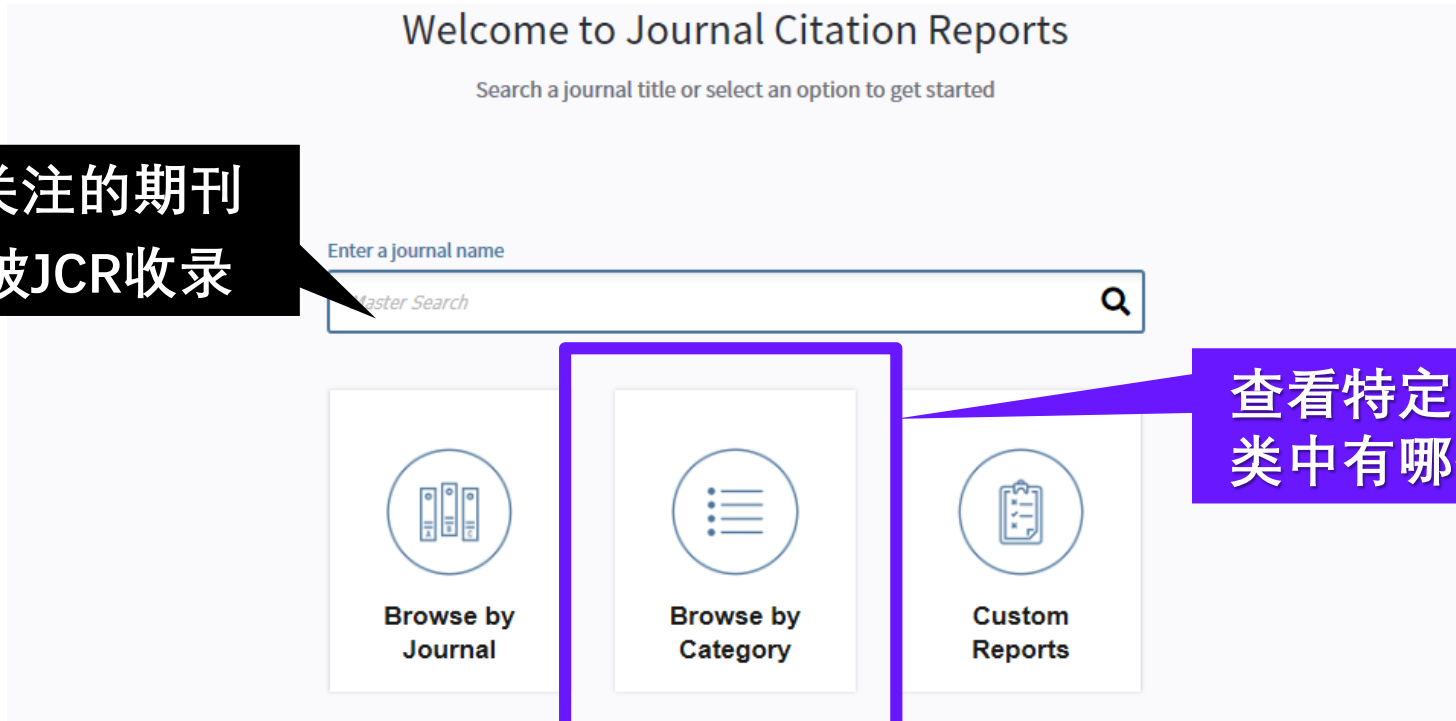 Welcome to Journal Citation Reports
Search a journal title or select an option to get started
关注的期刊
被JCR收录
Enter a journal name
Master Search
查看特定
类中有哪
A
B
C
Browse by
Journal
Browse by
Category
Custom
Reports